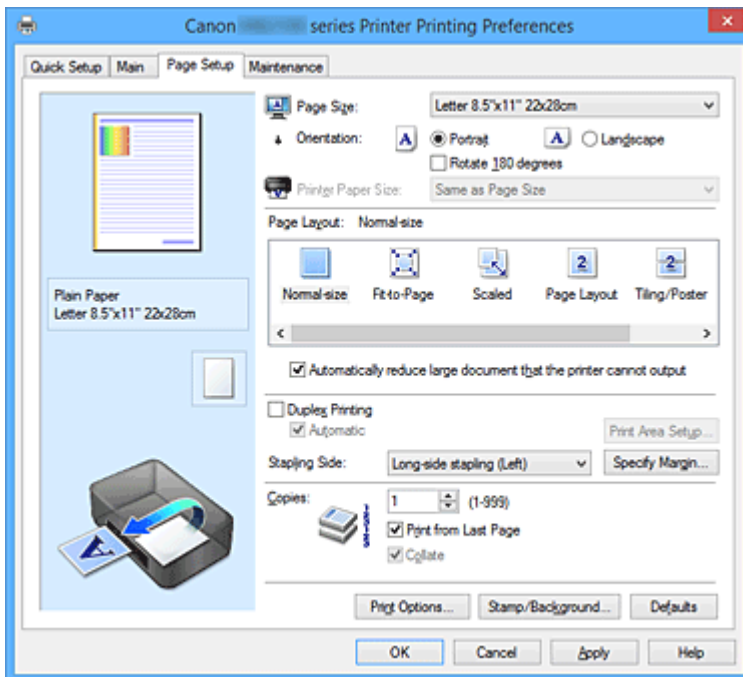 Canon series Printer Printing Preferences
Quick Setup Main Page Setup Maintenance
Page Size: Letter 8.5"x11" 22x28cm
Orientation: A Portrait A Landscape
Rotate 180 degrees
Printer Paper Size: Same as Page Size
Page Layout: Normal-size
2 2
Normal-size Fit-to-Page Scaled Page Layout Tiling/Poster
Plain Paper
Letter 8.5"x11" 22x28cm
Automatically reduce large document that the printer cannot output
Duplex Printing
Automatic Print Area Setup...
Stapling Side: Long-side stapling (Left) Specify Margin...
Copies: 1 (1-999)
Print from Last Page
Collate
A
Print Options... Stamp/Background... Defaults
OK Cancel Apply Help